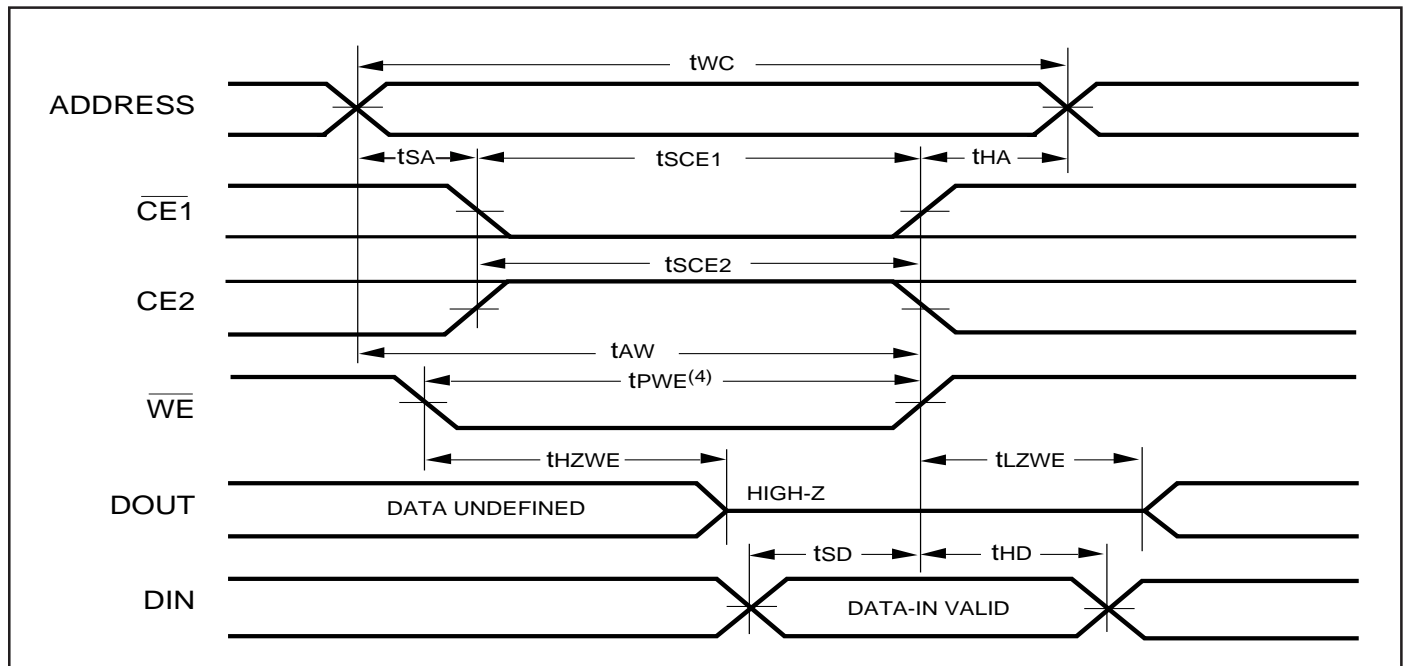 tWC
ADDRESS
tSA
tSCE1
tHA
CE1
tSCE2
CE2
tAW
tPWE(4)
WE
tHZWE
tLZWE
DOUT
DATA UNDEFINED
HIGH-Z
tSD
tHD
DIN
DATA-IN VALID